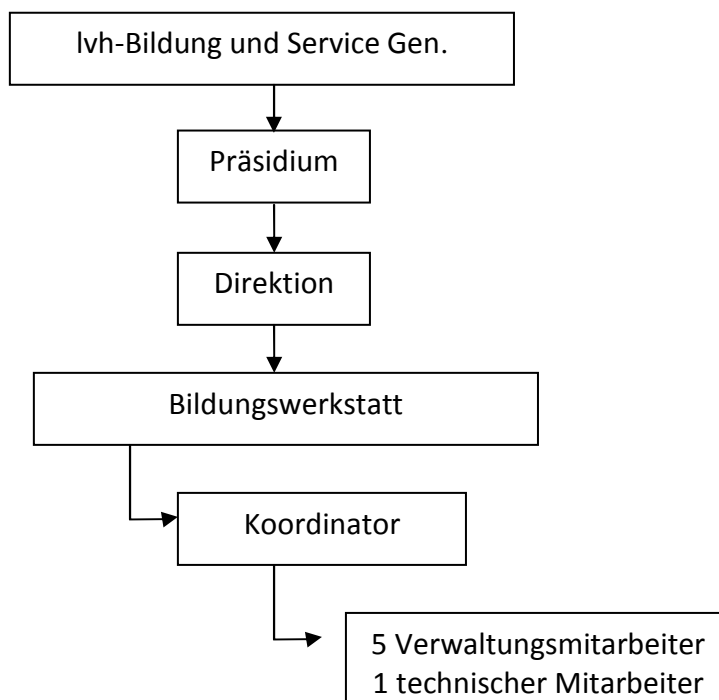 lvh-Bildung und Service Gen.
Präsidium
Direktion
Bildungswerkstatt
Koordinator
5 Verwaltungsmitarbeiter
1 technischer Mitarbeiter